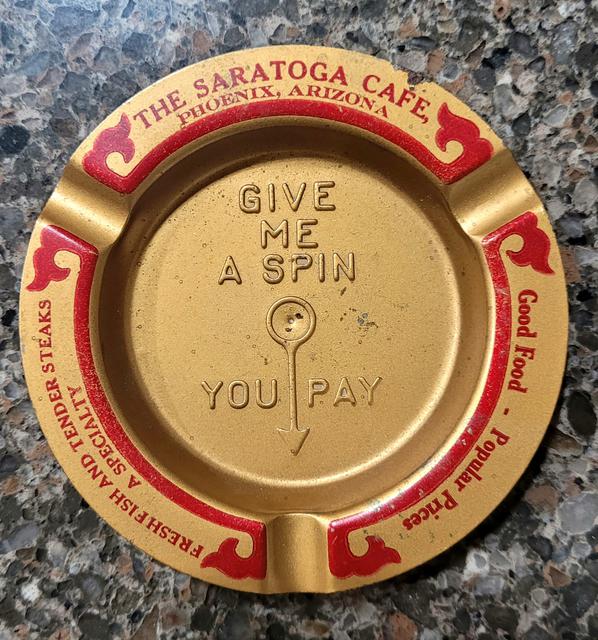 THE SARATOGA CAFE,
PHOENIX, ARIZONA
GIVE
ME
A SPIN
YOU PAY
Good Food - Popular Prices
FRESH FISH AND TENDER STEAKS
A SPECIALTY